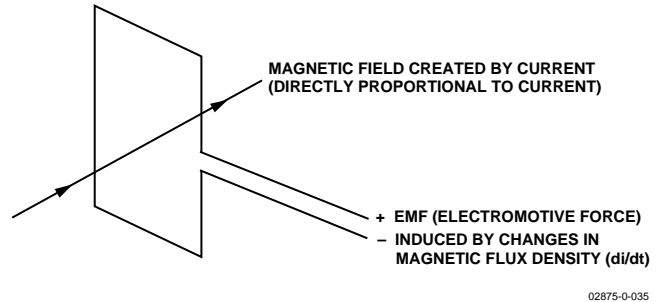 MAGNETIC FIELD CREATED BY CURRENT
(DIRECTLY PROPORTIONAL TO CURRENT)
+ EMF (ELECTROMOTIVE FORCE)
– INDUCED BY CHANGES IN
MAGNETIC FLUX DENSITY (di/dt)
02875-0-035